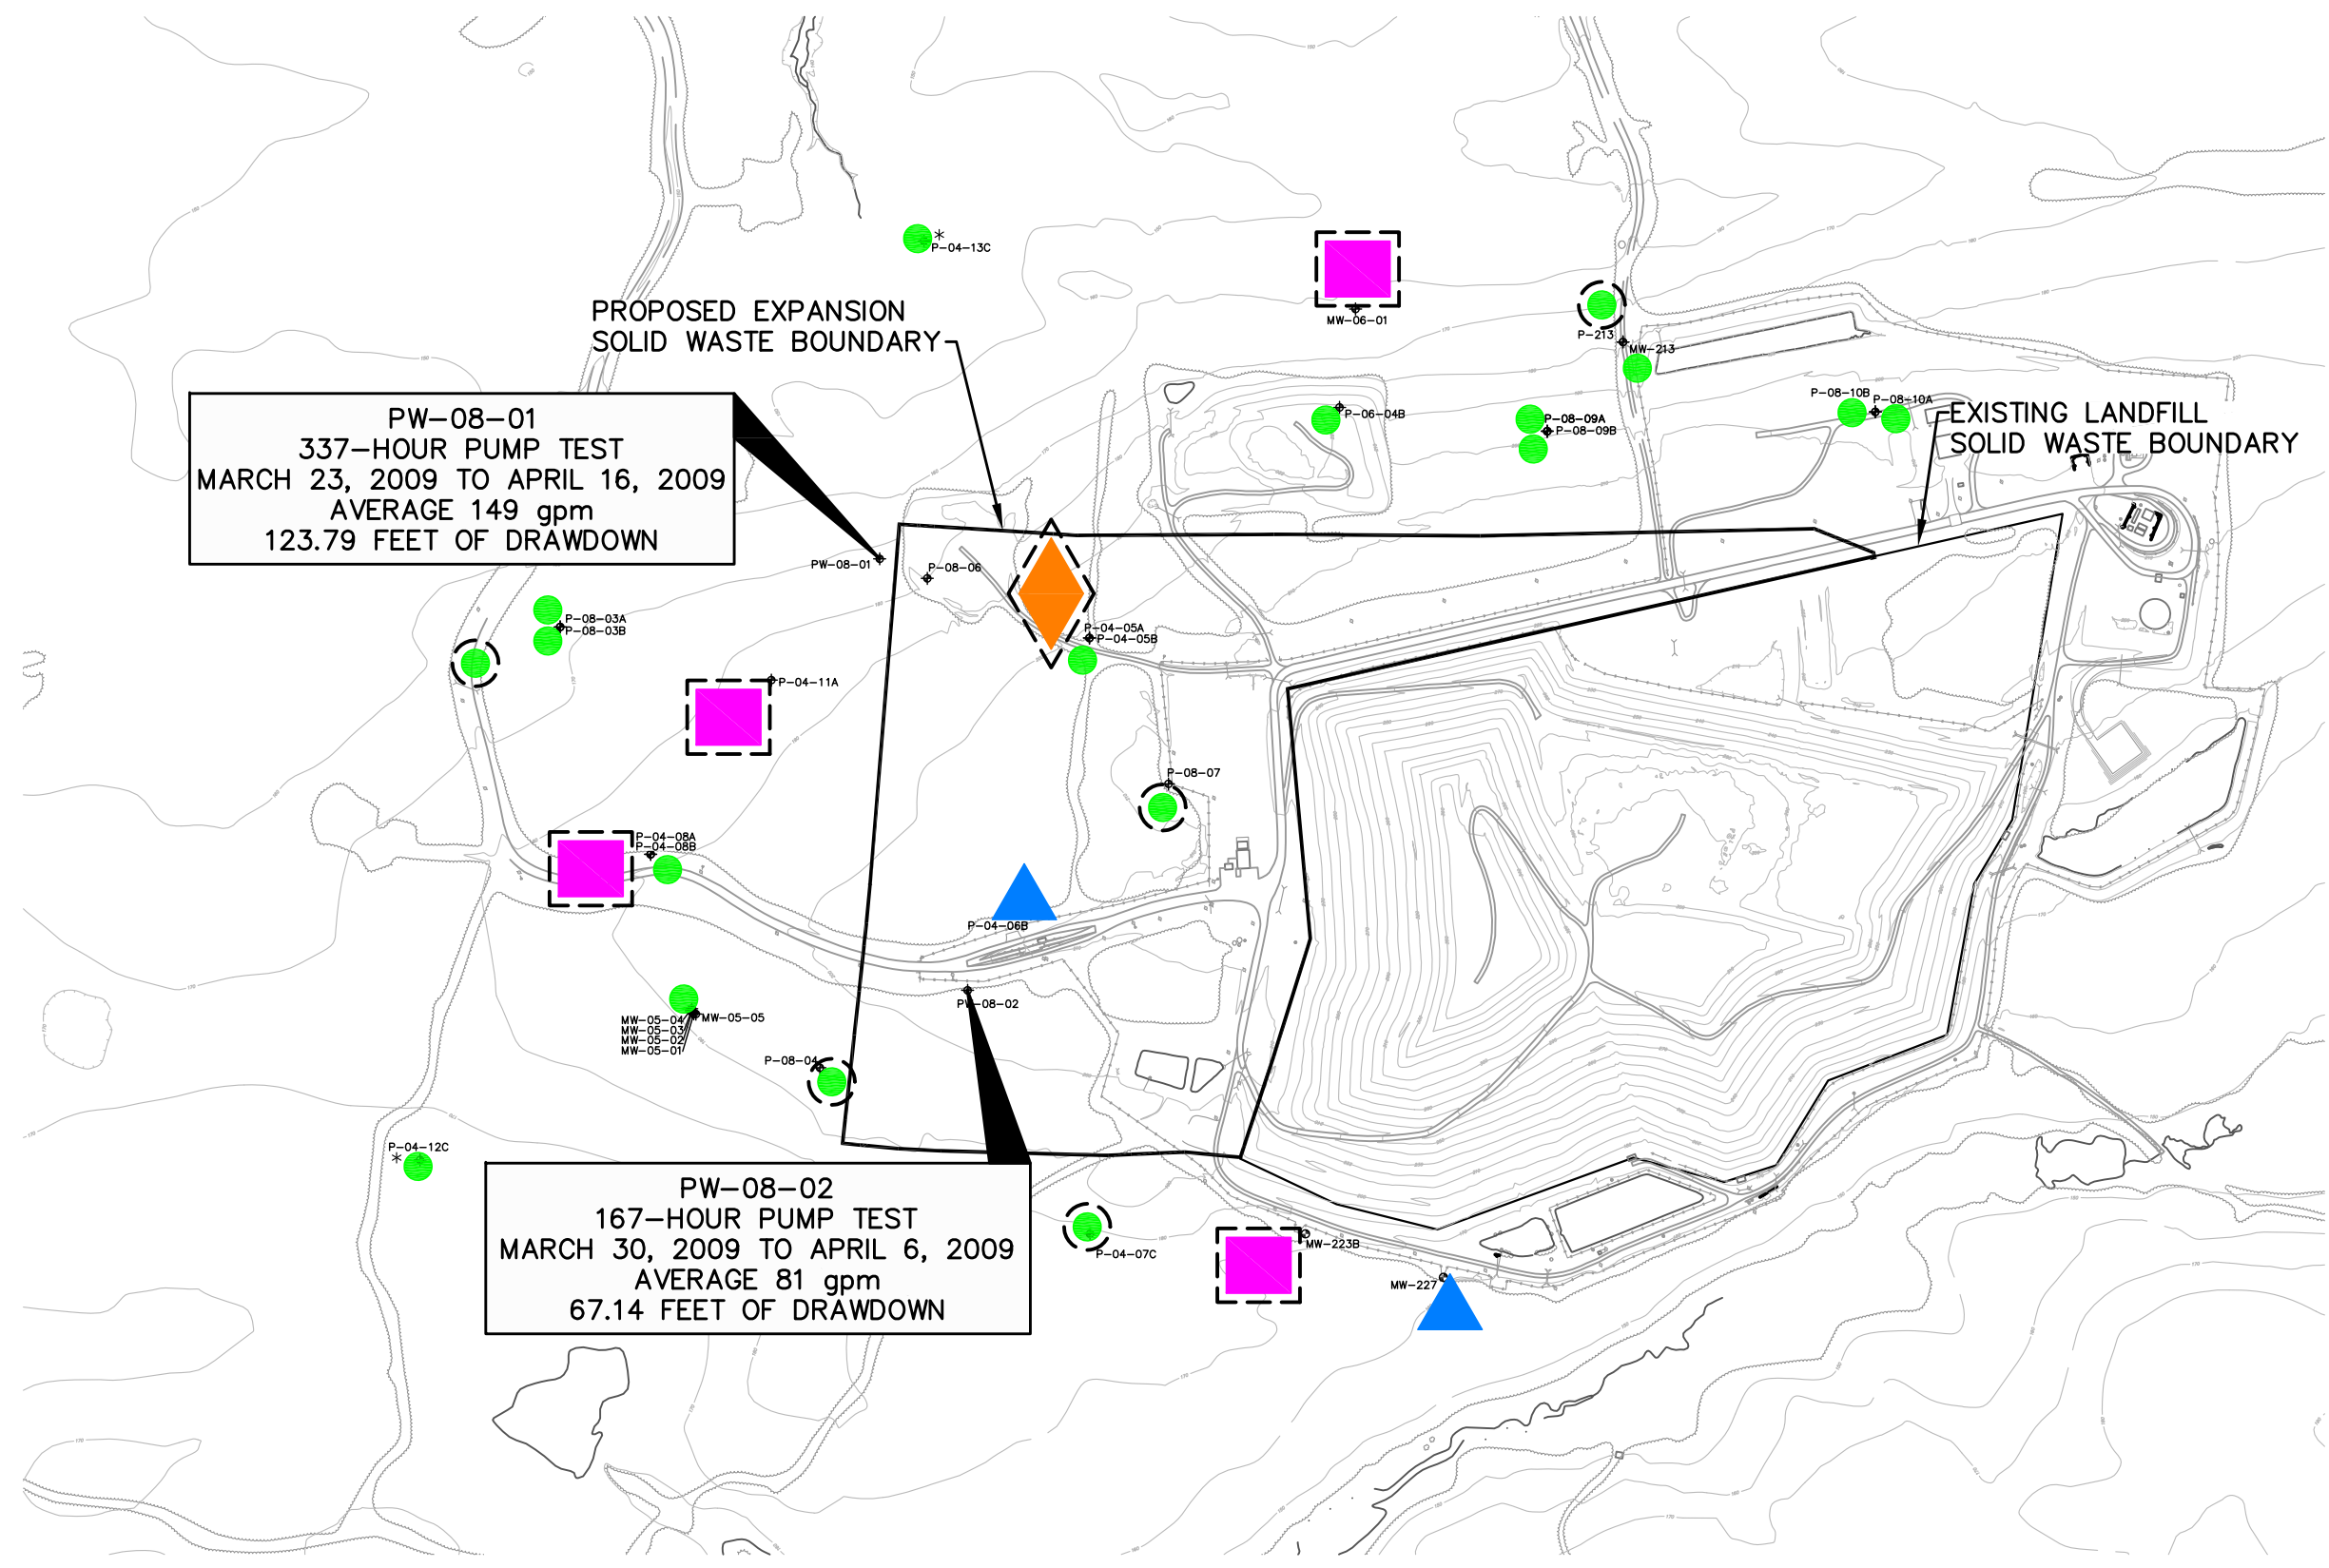 P-04-13C
MW-06-01
P-213
MW-213
PROPOSED EXPANSION
SOLID WASTE BOUNDARY
PW-08-01
337-HOUR PUMP TEST
MARCH 23, 2009 TO APRIL 16, 2009
AVERAGE 149 gpm
123.79 FEET OF DRAWDOWN
P-06-04B
P-08-09A
P-08-09B
P-08-10B
P-08-10A
EXISTING LANDFILL
SOLID WASTE BOUNDARY
PW-08-01
P-08-06
P-08-03A
P-08-03B
P-04-05A
P-04-05B
P-04-11A
P-08-07
P-04-08A
P-04-08B
P-04-06B
PW-08-02
MW-05-04
MW-05-05
MW-05-03
MW-05-02
MW-05-01
P-08-04
P-04-12C
PW-08-02
167-HOUR PUMP TEST
MARCH 30, 2009 TO APRIL 6, 2009
AVERAGE 81 gpm
67.14 FEET OF DRAWDOWN
P-04-07C
MW-223B
MW-227